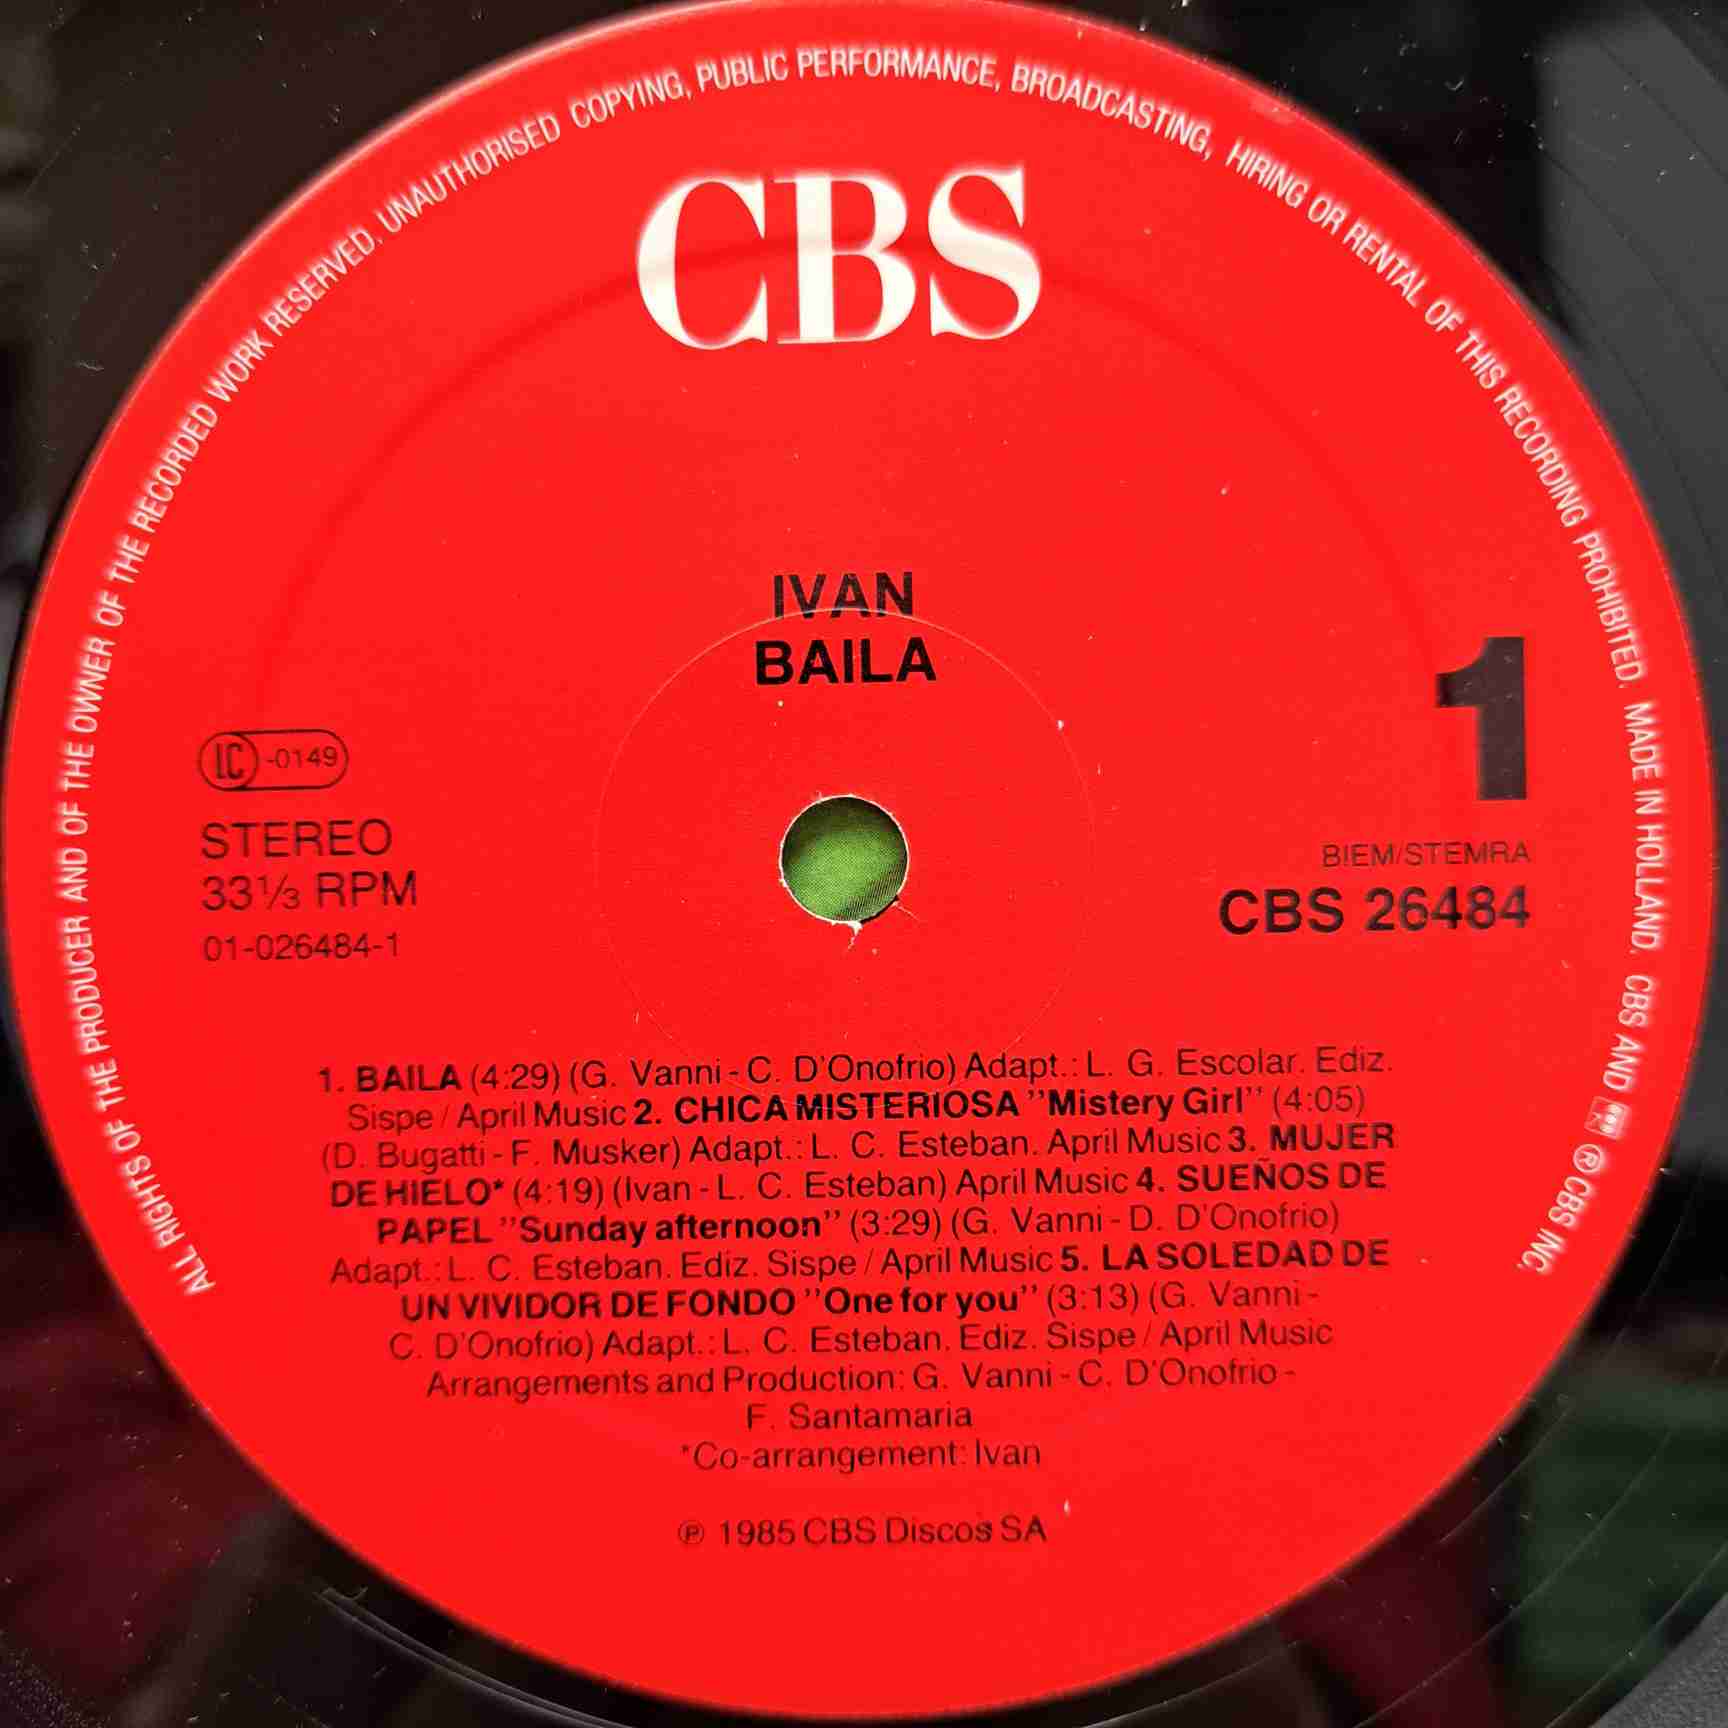 ALL RIGHTS OF THE PRODUCER AND OF THE OWNER OF THE RECORDED WORK RESERVED. UNAUTHORISED COPYING, PUBLIC PERFORMANCE, BROADCASTING, HIRING OR RENTAL OF THIS RECORDING PROHIBITED. MADE IN HOLLAND. CBS AND ® CBS INC.
CBS
IVAN
BAILA
1
LC -0149
STEREO
33 1/3 RPM
01-026484-1
BIEM/STEMRA
CBS 26484
1. BAILA (4:29) (G. Vanni - C. D'Onofrio) Adapt.: L. G. Escolar. Ediz.
Sispe / April Music 2. CHICA MISTERIOSA "Mistery Girl" (4:05)
(D. Bugatti - F. Musker) Adapt.: L. C. Esteban. April Music 3. MUJER
DE HIELO* (4:19) (Ivan - L. C. Esteban) April Music 4. SUEÑOS DE
PAPEL "Sunday afternoon" (3:29) (G. Vanni - D. D'Onofrio)
Adapt.: L. C. Esteban. Ediz. Sispe / April Music 5. LA SOLEDAD DE
UN VIVIDOR DE FONDO "One for you" (3:13) (G. Vanni -
C. D'Onofrio) Adapt.: L. C. Esteban. Ediz. Sispe / April Music
Arrangements and Production: G. Vanni - C. D'Onofrio -
F. Santamaria
*Co-arrangement: Ivan
℗ 1985 CBS Discos SA